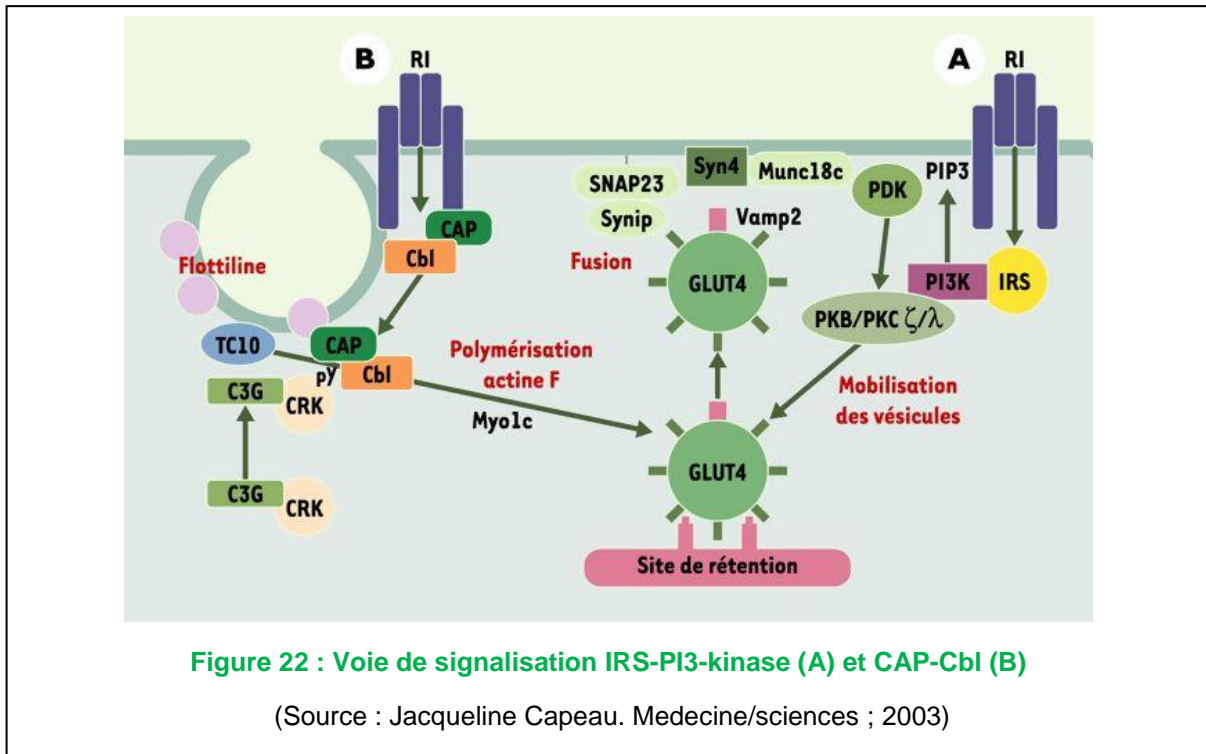 B
RI
A
RI
SNAP23
Syn4
Munc18c
PDK
PIP3
Synip
Vamp2
CAP
Cbl
Flottiline
Fusion
GLUT4
PI3K
IRS
PKB/PKC ζ/λ
TC10
CAP
Polymérisation
actine F
py
Cbl
C3G
CRK
Myo1c
Mobilisation
des vésicules
GLUT4
C3G
CRK
Site de rétention
Figure 22 : Voie de signalisation IRS-PI3-kinase (A) et CAP-Cbl (B)
(Source : Jacqueline Capeau. Medecine/sciences ; 2003)